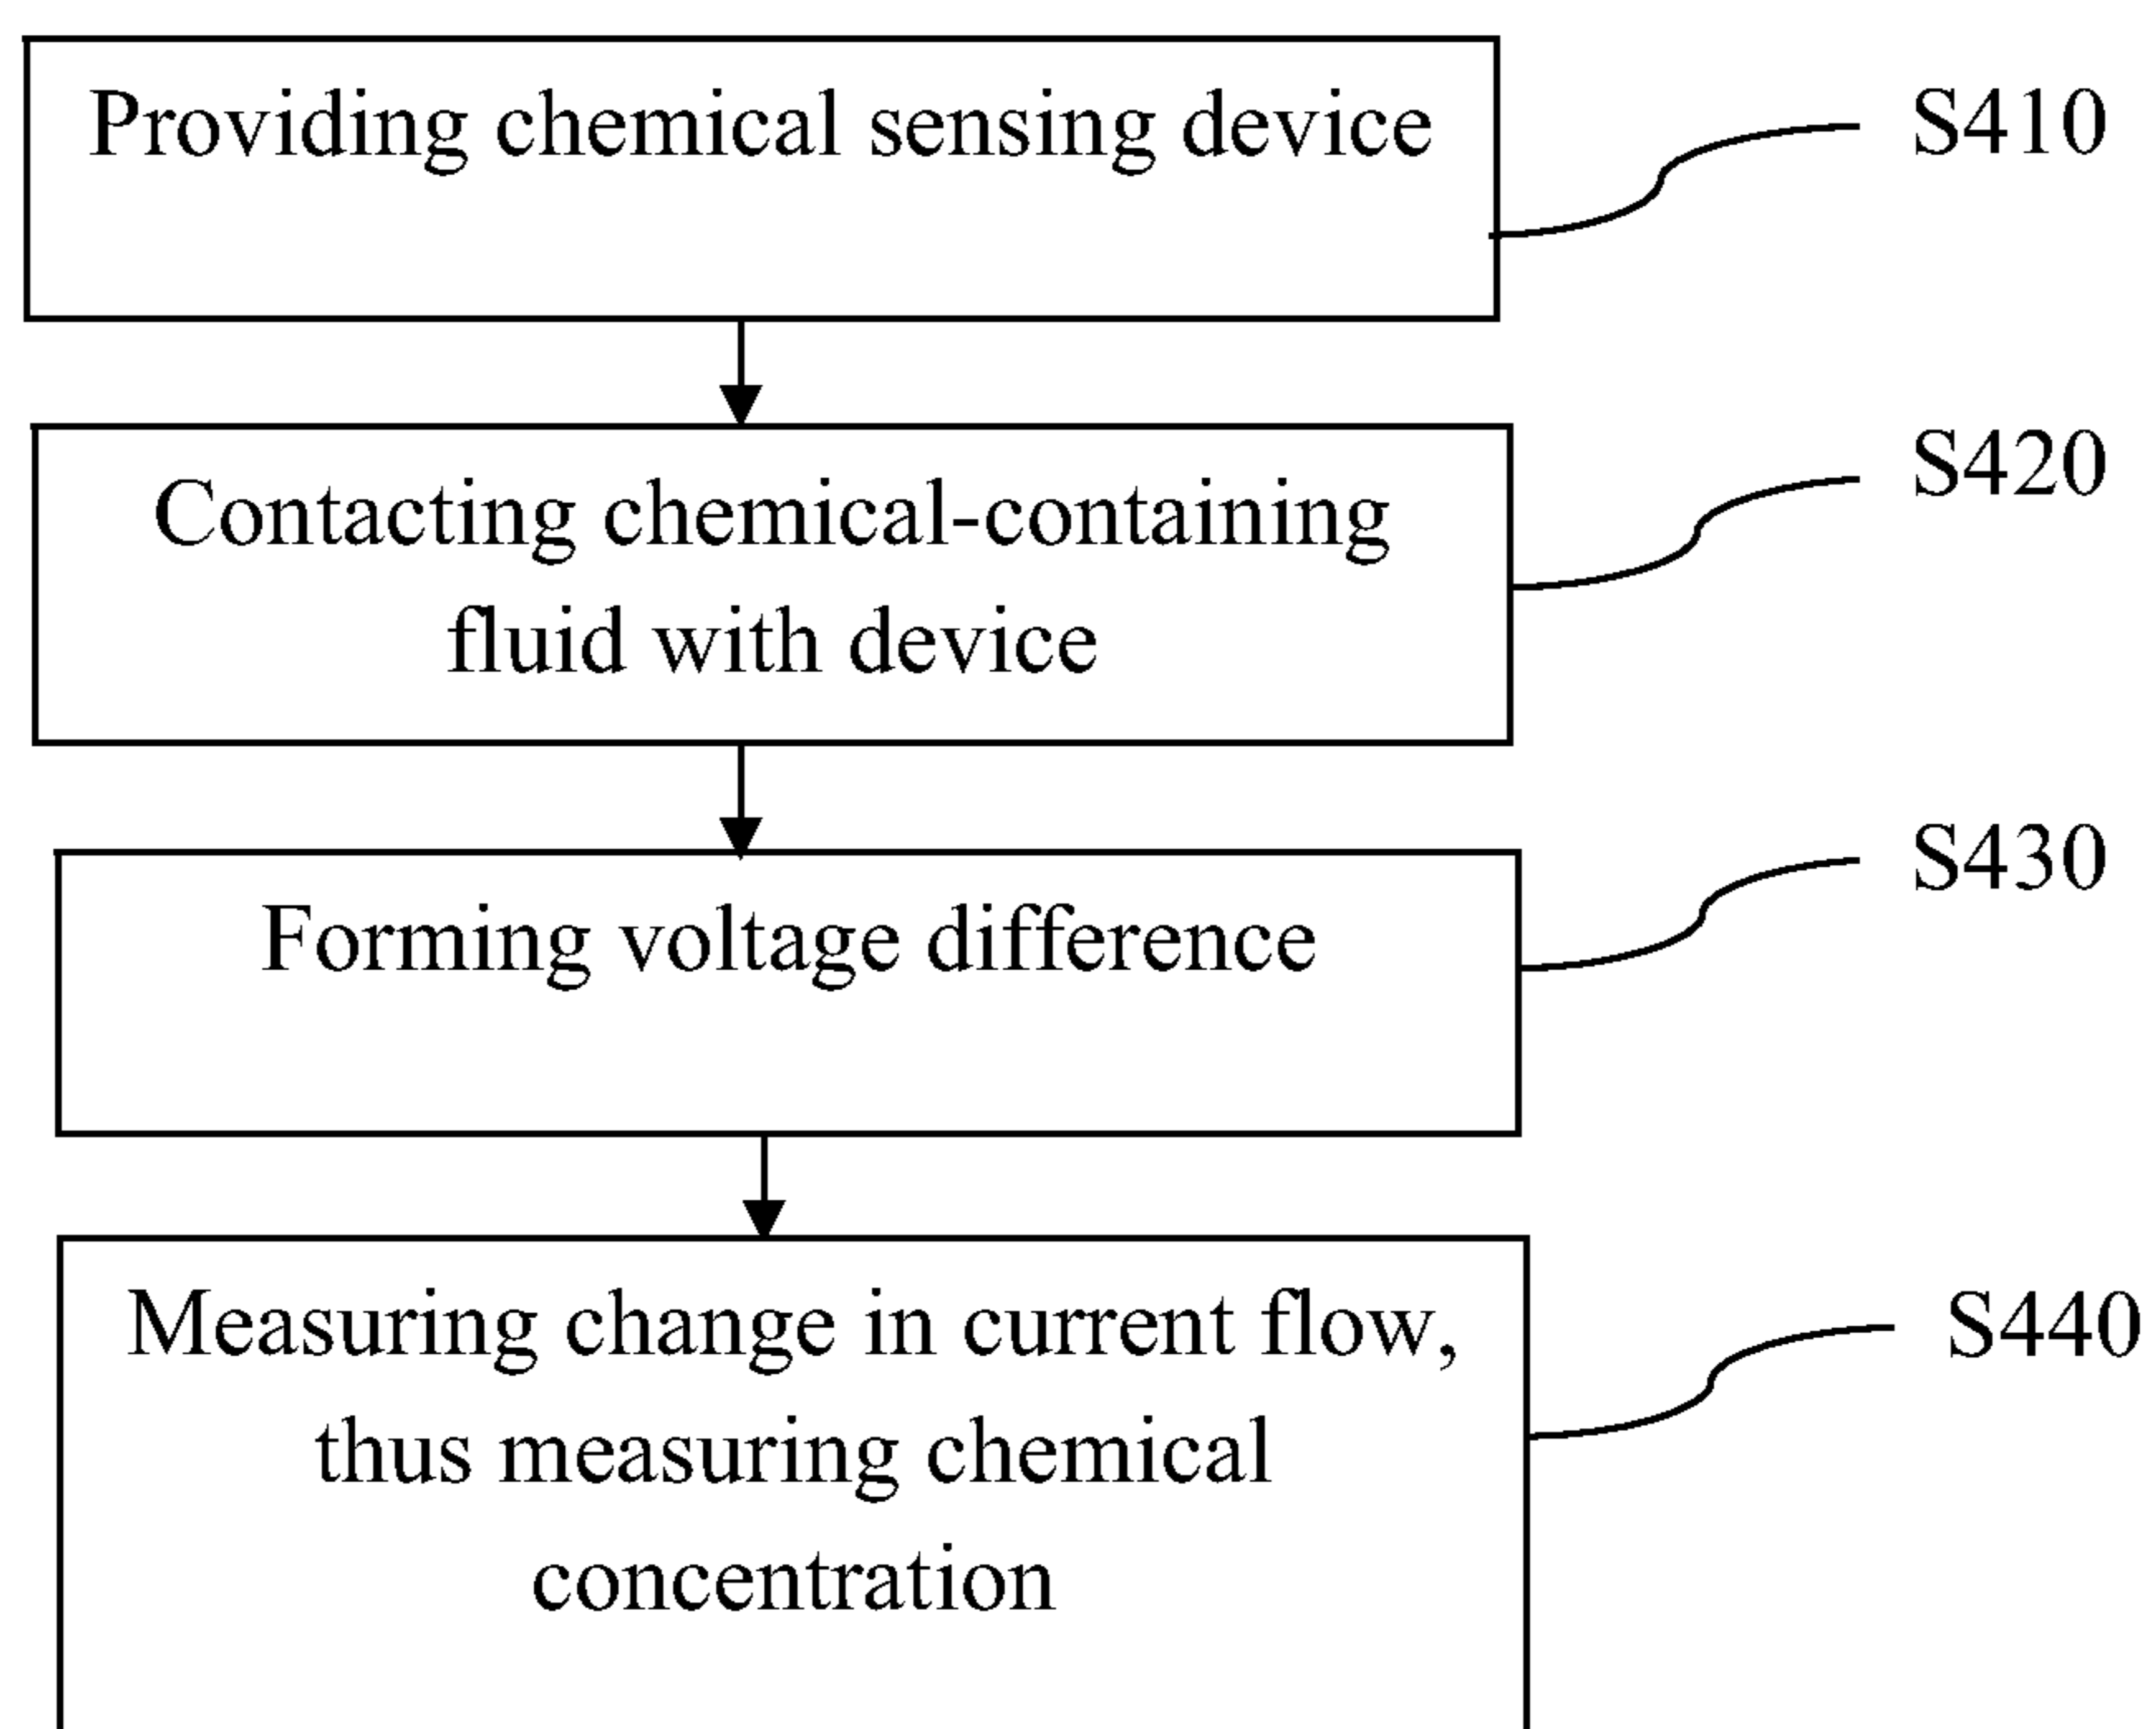 Providing chemical sensing device
S410
Contacting chemical-containing
fluid with device
S420
Forming voltage difference
S430
Measuring change in current flow,
thus measuring chemical
concentration
S440